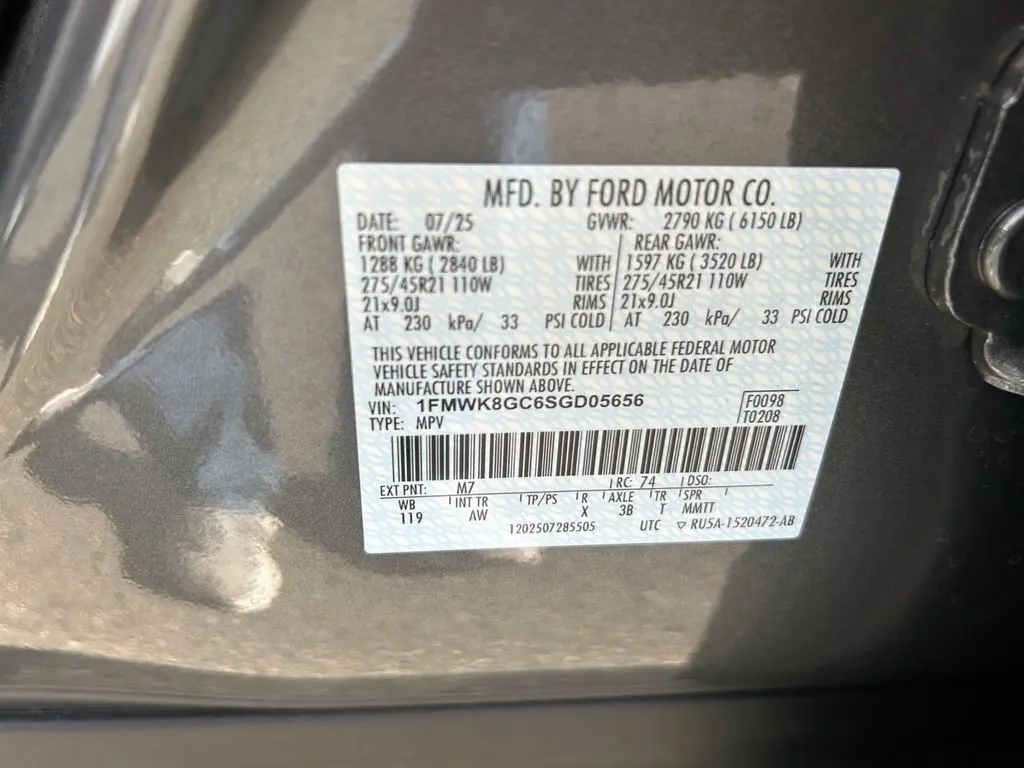 MFD. BY FORD MOTOR CO.
DATE: 07/25 GVWR: 2790 KG ( 6150 LB)
FRONT GAWR: REAR GAWR:
1288 KG ( 2840 LB) WITH 1597 KG ( 3520 LB) WITH
275/45R21 110W TIRES 275/45R21 110W TIRES
21x9.0J RIMS 21x9.0J RIMS
AT 230 kPa/ 33 PSI COLD AT 230 kPa/ 33 PSI COLD
THIS VEHICLE CONFORMS TO ALL APPLICABLE FEDERAL MOTOR
VEHICLE SAFETY STANDARDS IN EFFECT ON THE DATE OF
MANUFACTURE SHOWN ABOVE.
VIN: 1FMWK8GC6SGD05656 F0098
TYPE: MPV T0208
EXT PNT: M7 RC: 74 DSO:
WB INT TR TP/PS R AXLE TR SPR
119 AW X 3B T MMTT
1202507285505 UTC ▽ RU5A-1520472-AB